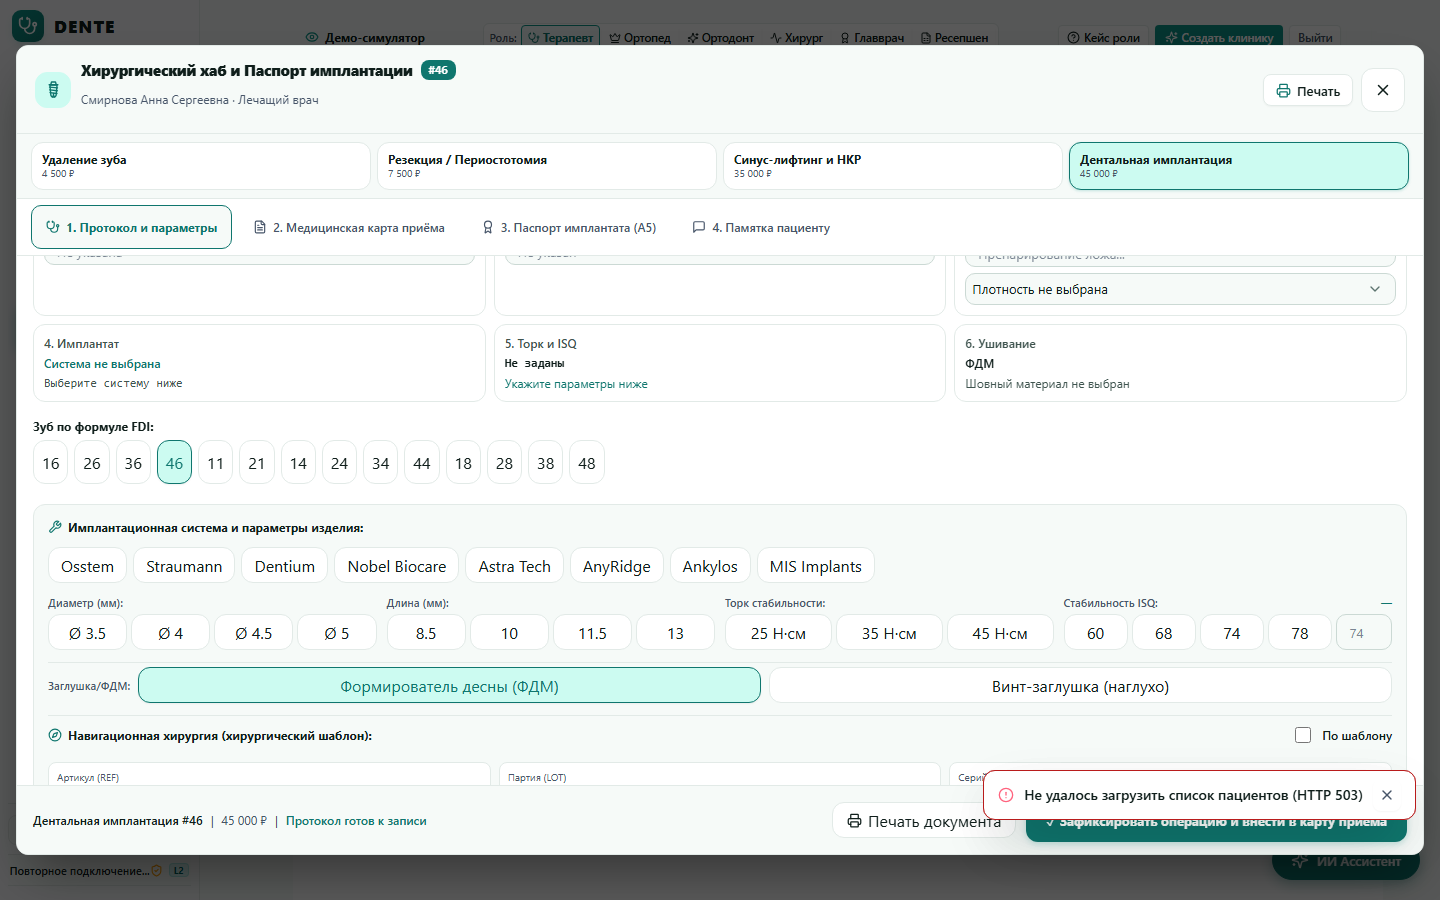 DENTE
Демо-симулятор
Роль: Терапевт Ортопед Ортодонт Хирург Главврач Ресепшен
Кейс роли
Создать клинику
Выйти
Хирургический хаб и Паспорт имплантации #46
Смирнова Анна Сергеевна · Лечащий врач
Печать
Удаление зуба
4 500 ₽
Резекция / Периостотомия
7 500 ₽
Синус-лифтинг и НКР
35 000 ₽
Дентальная имплантация
45 000 ₽
1. Протокол и параметры
2. Медицинская карта приёма
3. Паспорт имплантата (А5)
4. Памятка пациенту
Препарирование ложа...
Плотность не выбрана
4. Имплантат
Система не выбрана
Выберите систему ниже
5. Торк и ISQ
Не заданы
Укажите параметры ниже
6. Ушивание
ФДМ
Шовный материал не выбран
Зуб по формуле FDI:
16 26 36 46 11 21 14 24 34 44 18 28 38 48
Имплантационная система и параметры изделия:
Osstem Straumann Dentium Nobel Biocare Astra Tech AnyRidge Ankylos MIS Implants
Диаметр (мм):
Ø 3.5 Ø 4 Ø 4.5 Ø 5
Длина (мм):
8.5 10 11.5 13
Торк стабильности:
25 Н·см 35 Н·см 45 Н·см
Стабильность ISQ: —
60 68 74 78 74
Заглушка/ФДМ: Формирователь десны (ФДМ) Винт-заглушка (наглухо)
Навигационная хирургия (хирургический шаблон):
По шаблону
Артикул (REF)
Партия (LOT)
Не удалось загрузить список пациентов (HTTP 503)
Дентальная имплантация #46 | 45 000 ₽ | Протокол готов к записи
Печать документа
✓ Зафиксировать операцию и внести в карту приёма
Повторное подключение... L2
ИИ Ассистент